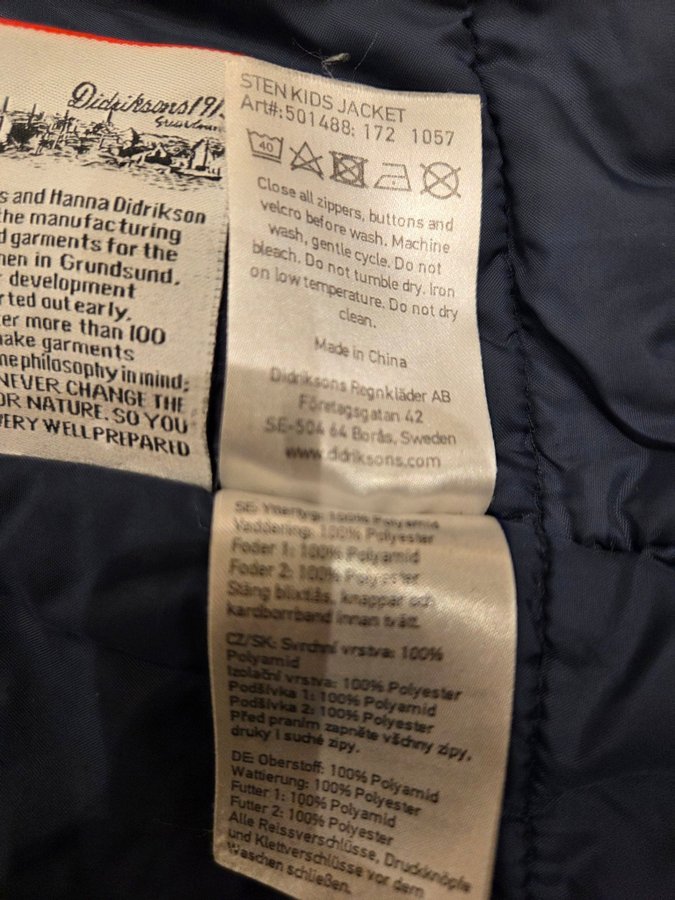 Didriksons191
Grundsun
s and Hanna Didrikson
the manufacturing
d garments for the
men in Grundsund.
development
rted out early,
ter more than 100
make garments
me philosophy in mind;
NEVER CHANGE THE
OR NATURE. SO YOU
VERY WELL PREPARED
STEN KIDS JACKET
Art#:501488: 172 1057
40
Close all zippers, buttons and
velcro before wash. Machine
wash, gentle cycle. Do not
bleach. Do not tumble dry. Iron
on low temperature. Do not dry
clean.
Made in China
Didriksons Regnkläder AB
Företagsgatan 42
SE-504 64 Borås, Sweden
www.didriksons.com
SE: Yttertyg: 100% Polyamid
Vaddering: 100% Polyester
Foder 1: 100% Polyamid
Foder 2: 100% Polyester
Stäng blixtlås, knappar och
kardborrband innan tvätt.
CZ/SK: Svrchní vrstva: 100%
Polyamid
Izolační vrstva: 100% Polyester
Podšívka 1: 100% Polyamid
Podšívka 2: 100% Polyester
Před praním zapněte všchny zipy,
druky i suché zipy.
DE: Oberstoff: 100% Polyamid
Wattierung: 100% Polyester
Futter 1: 100% Polyamid
Futter 2: 100% Polyester
Alle Reissverschlüsse, Druckknöpfe
und Klettverschlüsse vor dem
Waschen schließen.